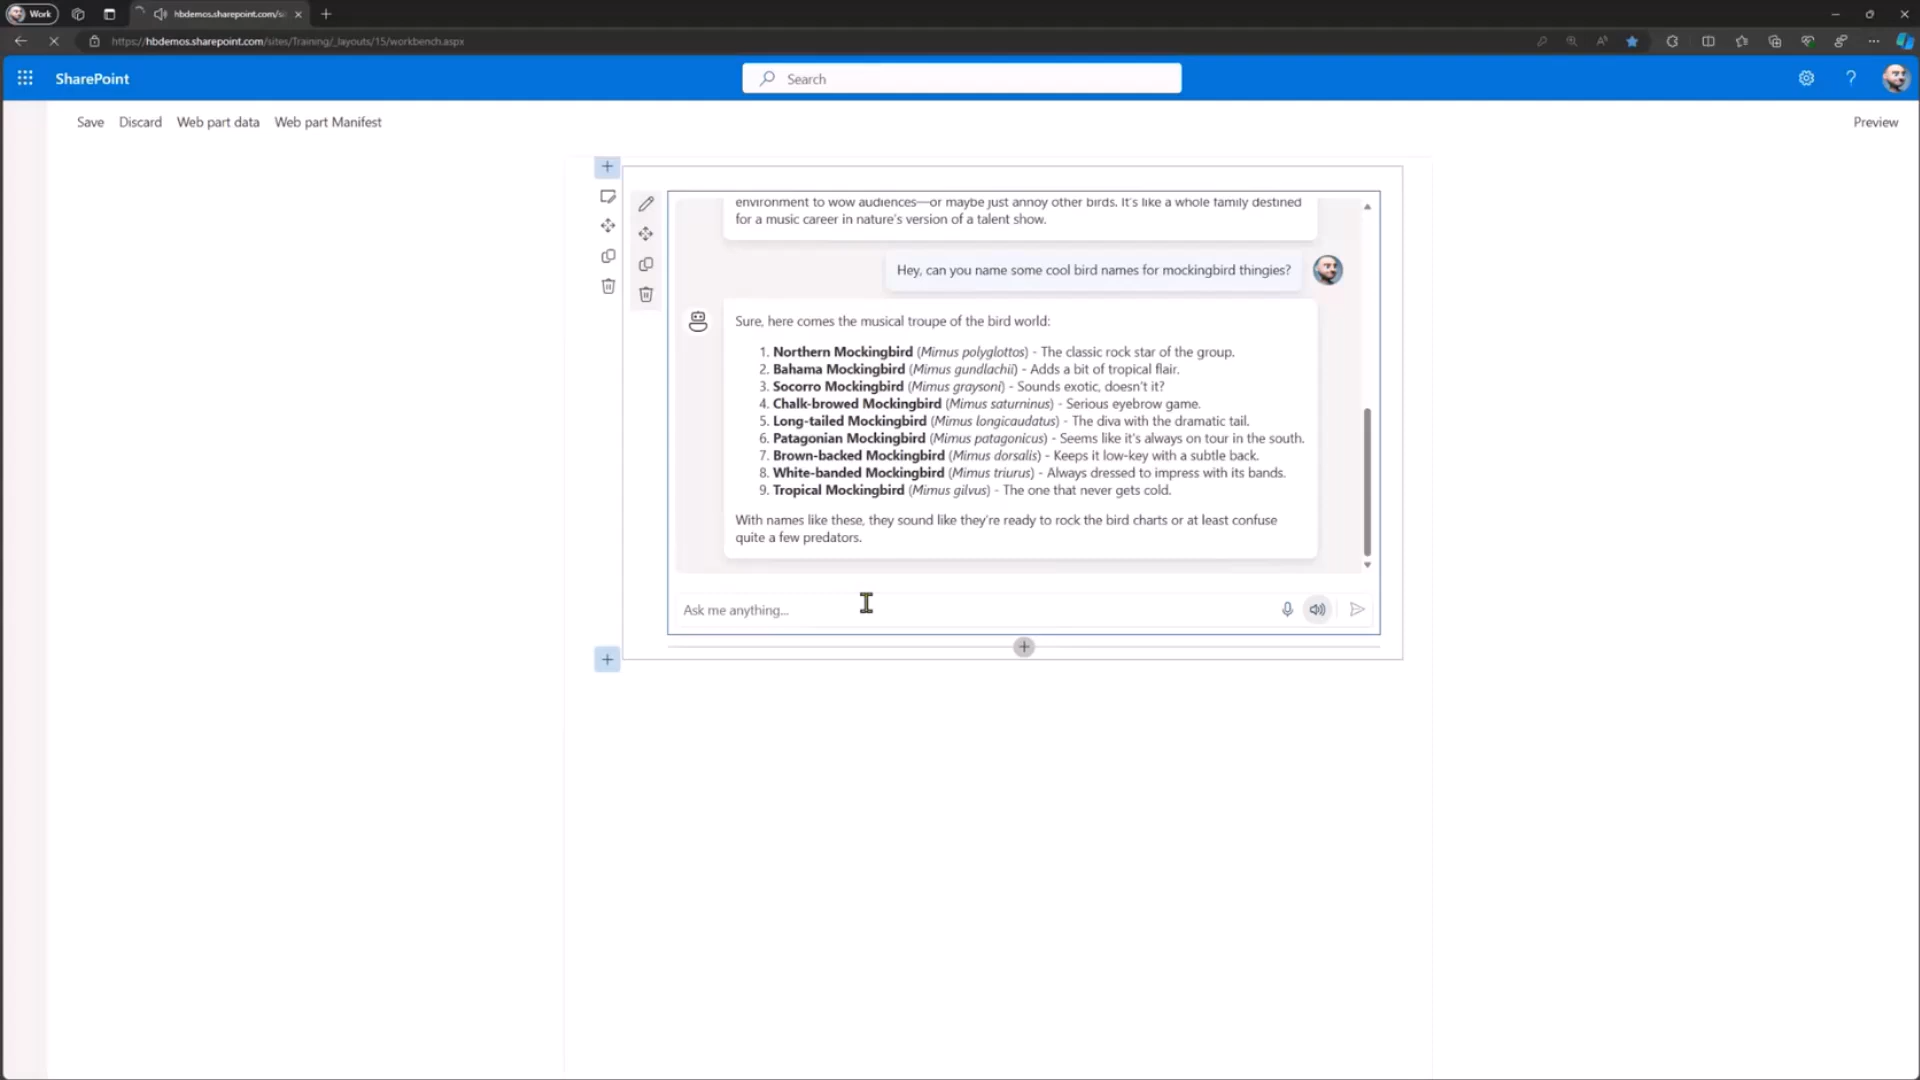 Work
hbdemos.sharepoint.com/si
https://hbdemos.sharepoint.com/sites/Training/_layouts/15/workbench.aspx
SharePoint
Search
Save Discard Web part data Web part Manifest
Preview
environment to wow audiences—or maybe just annoy other birds. It's like a whole family destined
for a music career in nature's version of a talent show.
Hey, can you name some cool bird names for mockingbird thingies?
Sure, here comes the musical troupe of the bird world:
1. Northern Mockingbird (Mimus polyglottos) - The classic rock star of the group.
2. Bahama Mockingbird (Mimus gundlachii) - Adds a bit of tropical flair.
3. Socorro Mockingbird (Mimus graysoni) - Sounds exotic, doesn't it?
4. Chalk-browed Mockingbird (Mimus saturninus) - Serious eyebrow game.
5. Long-tailed Mockingbird (Mimus longicaudatus) - The diva with the dramatic tail.
6. Patagonian Mockingbird (Mimus patagonicus) - Seems like it's always on tour in the south.
7. Brown-backed Mockingbird (Mimus dorsalis) - Keeps it low-key with a subtle back.
8. White-banded Mockingbird (Mimus triurus) - Always dressed to impress with its bands.
9. Tropical Mockingbird (Mimus gilvus) - The one that never gets cold.
With names like these, they sound like they're ready to rock the bird charts or at least confuse
quite a few predators.
Ask me anything...